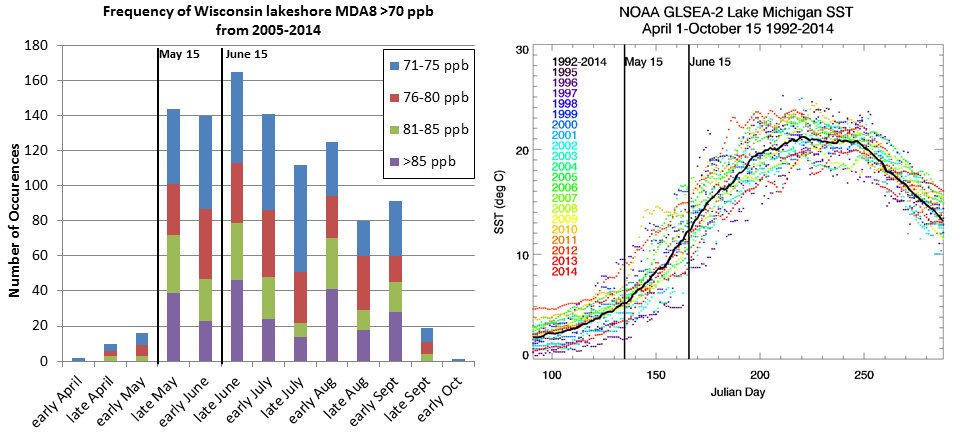 Frequency of Wisconsin lakeshore MDA8 >70 ppb
from 2005-2014
Number of Occurences
180
160
140
120
100
80
60
40
20
0
May 15
June 15
71-75 ppb
76-80 ppb
81-85 ppb
>85 ppb
early April
late April
early May
late May
early June
late June
early July
late July
early Aug
late Aug
early Sept
late Sept
early Oct
NOAA GLSEA-2 Lake Michigan SST
April 1-October 15 1992-2014
SST (deg C)
30
20
10
0
1992-2014
1995
1996
1997
1998
1999
2000
2001
2002
2003
2004
2005
2006
2007
2008
2009
2010
2011
2012
2013
2014
May 15
June 15
100
150
200
250
Julian Day